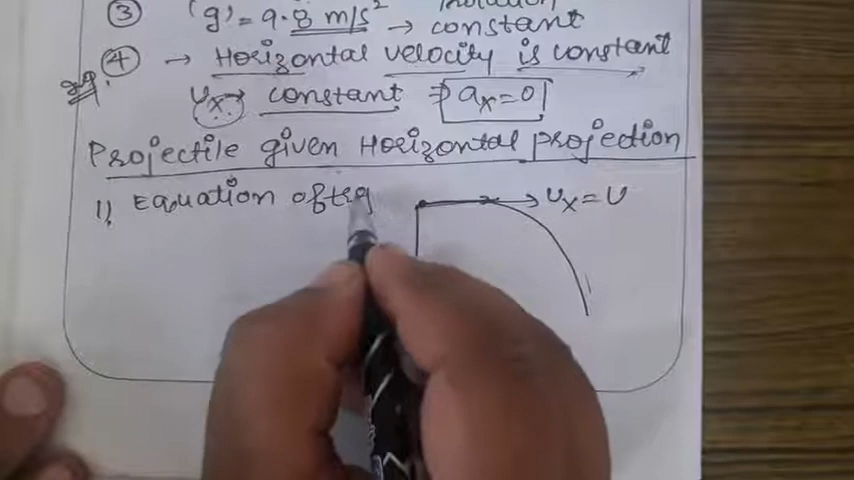 ③ 'g' = 9.8 m/s² → constant
④ → Horizontal velocity is constant
uₓ → constant ⇒ aₓ=0
Projectile given Horizontal projection
1) Equation of tra
uₓ = u